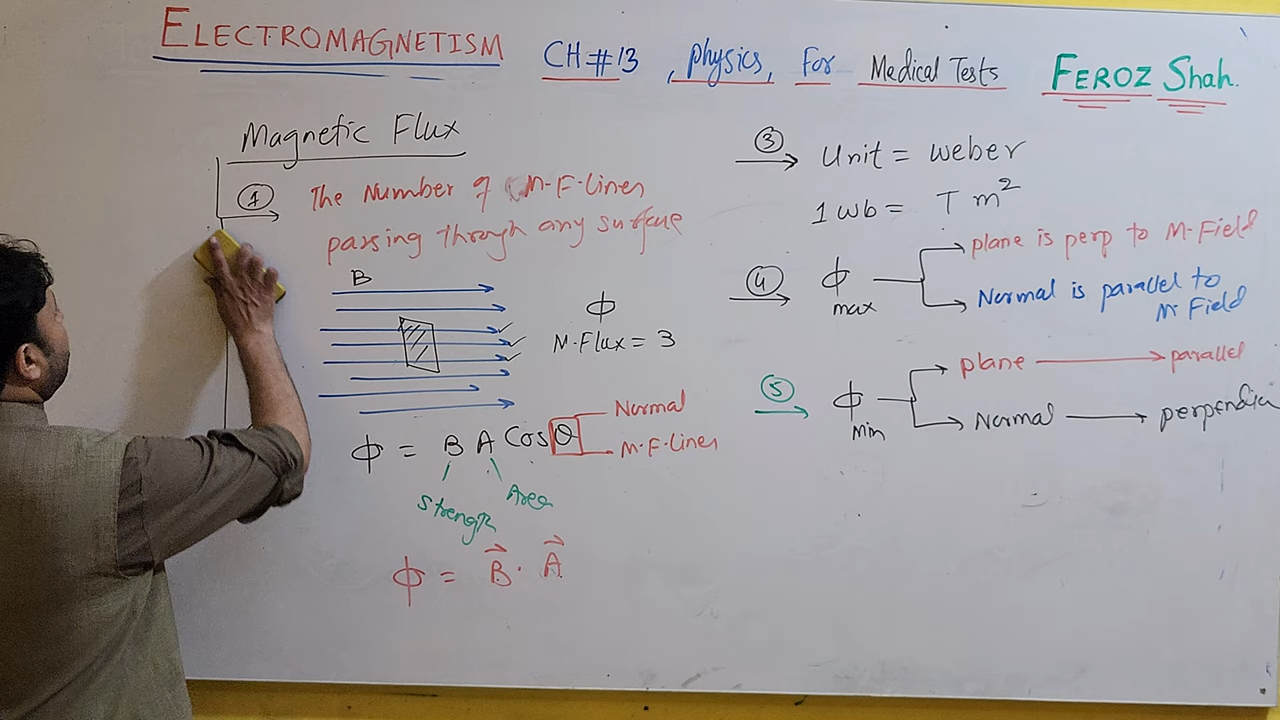 ELECTROMAGNETISM CH#13, physics, For Medical Tests FEROZ Shah.
Magnetic Flux
1 The Number of M.F.Lines
passing through any surface
B
ϕ
M.Flux = 3
ϕ = B A Cosθ
Normal
M.F.Lines
Strength
Area
ϕ = B⃗ · A⃗
3 Unit = weber
1 wb = T m²
4 ϕ max
plane is perp to M.Field
Normal is parallel to
M.Field
5 ϕ Min
plane → parallel
Normal → perpendicu